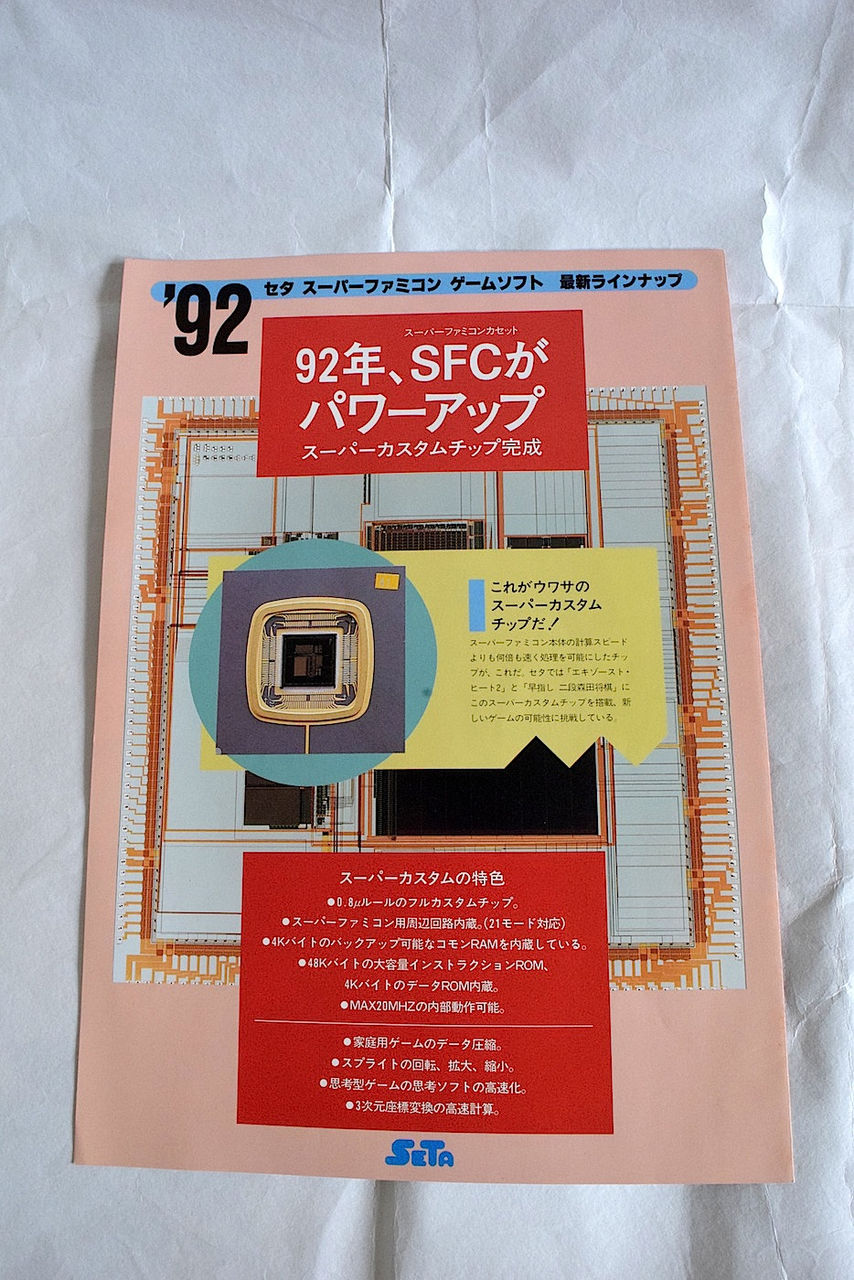 '92
セタ スーパーファミコン ゲームソフト 最新ラインナップ
スーパーファミコンカセット
92年、SFCが
パワーアップ
スーパーカスタムチップ完成
これがウワサの
スーパーカスタム
チップだ!
スーパーファミコン本体の計算スピード
よりも何倍も速く処理を可能にしたチッ
プが、これだ。セタでは「エキゾースト・
ヒート2」と「早指し 二段森田将棋」に
このスーパーカスタムチップを搭載、新
しいゲームの可能性に挑戦している。
スーパーカスタムの特色
●0.8μルールのフルカスタムチップ。
●スーパーファミコン用周辺回路内蔵。(21モード対応)
●4Kバイトのバックアップ可能なコモンRAMを内蔵している。
●48Kバイトの大容量インストラクションROM、
4KバイトのデータROM内蔵。
●MAX20MHZの内部動作可能。
●家庭用ゲームのデータ圧縮。
●スプライトの回転、拡大、縮小。
●思考型ゲームの思考ソフトの高速化。
●3次元座標変換の高速計算。
SETA